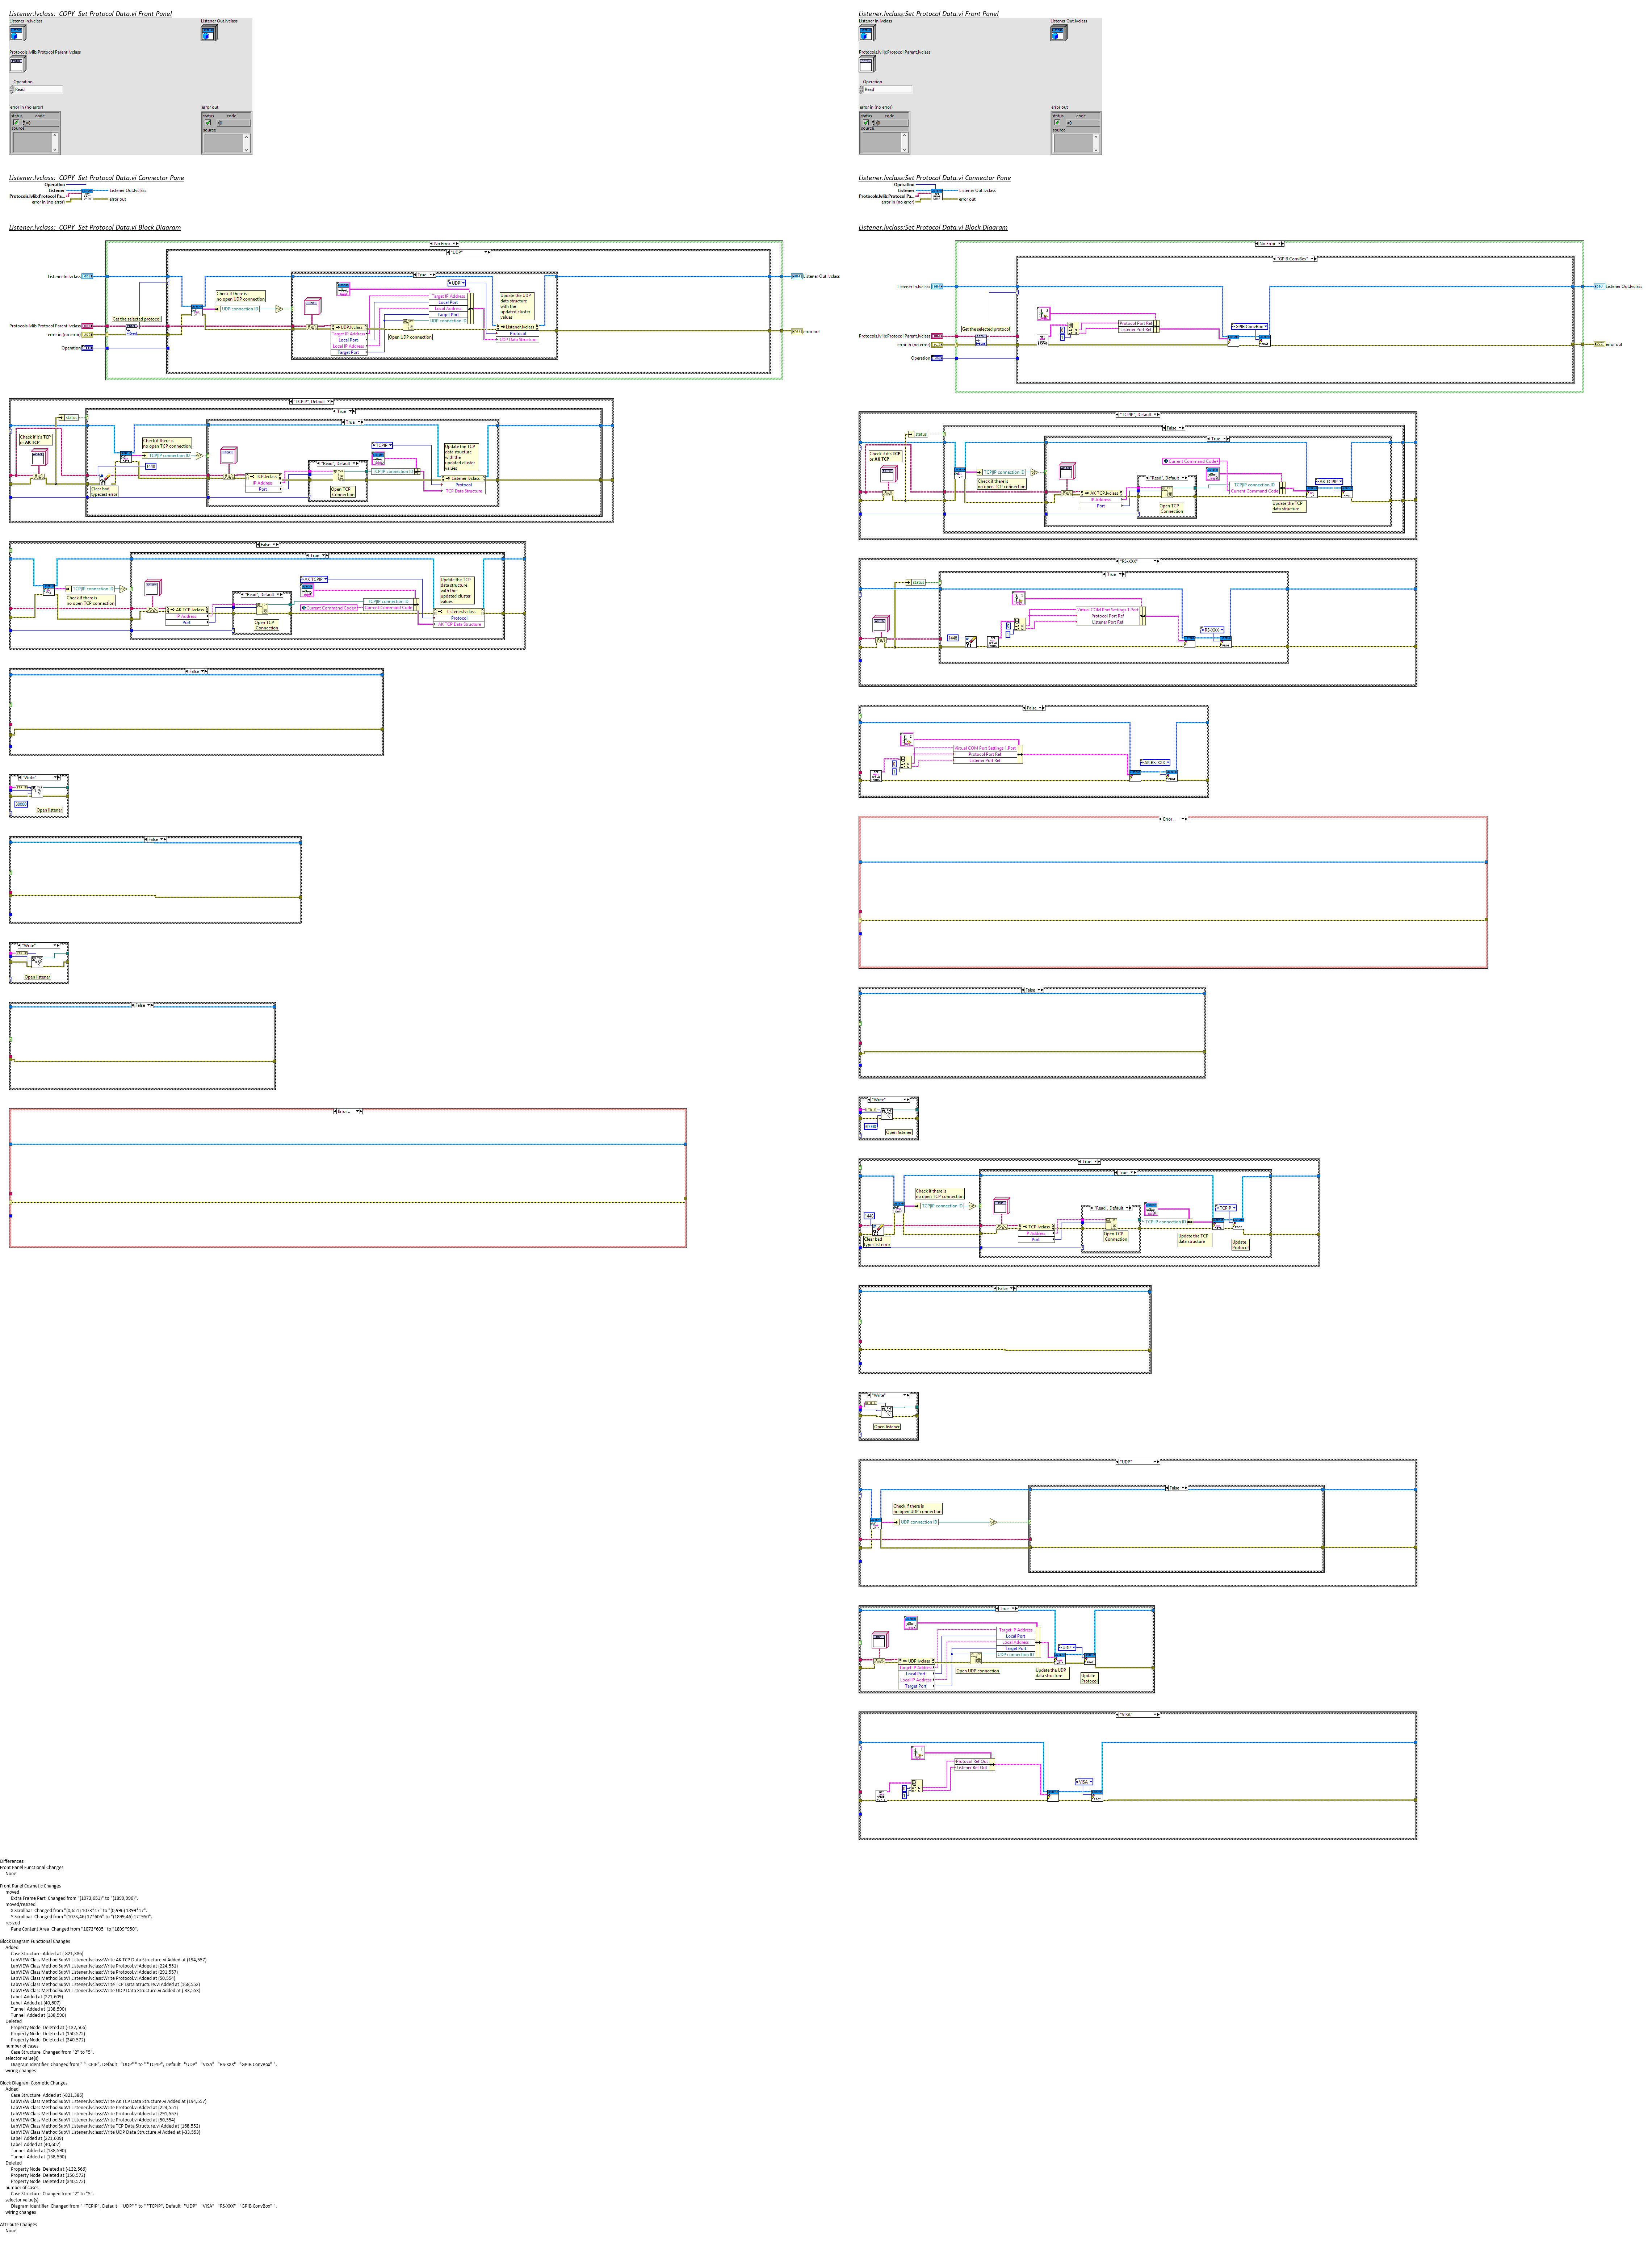 Listener.lvclass:_COPY_Set Protocol Data.vi Front Panel
Listener In.lvclass
Listener Out.lvclass
Protocols.lvlib:Protocol Parent.lvclass
Operation
Read
error in (no error)
error out
status code
source
status code
source
Listener.lvclass:_COPY_Set Protocol Data.vi Connector Pane
Operation
Listener
Listener Out.lvclass
Protocols.lvlib:Protocol Pa...
error in (no error)
error out
Listener.lvclass:_COPY_Set Protocol Data.vi Block Diagram
No Error
"UDP"
True
Listener In.lvclass
Listener Out.lvclass
Check if there is
no open UDP connection
UDP connection ID
UDP
Target IP Address
Local Port
Local Address
Target Port
UDP connection ID
Update the UDP
data structure
with the
updated cluster
values
Get the selected protocol
Protocols.lvlib:Protocol Parent.lvclass
error in (no error)
error out
Operation
UDP.lvclass
Target IP Address
Local Port
Local IP Address
Target Port
Open UDP connection
Listener.lvclass
Protocol
UDP Data Structure
"TCPIP", Default
status
True
True
Check if it's TCP
or AK TCP
Check if there is
no open TCP connection
TCPIP connection ID
1448
Clear bad
typecast error
TCP.lvclass
IP Address
Port
"Read", Default
Open TCP
Connection
TCPIP
TCPIP connection ID
Update the TCP
data structure
with the
updated cluster
values
Listener.lvclass
Protocol
TCP Data Structure
False
True
TCPIP connection ID
Check if there is
no open TCP connection
AK TCP.lvclass
IP Address
Port
"Read", Default
Open TCP
Connection
AK TCPIP
TCPIP connection ID
Current Command Code
Current Command Code
Update the TCP
data structure
with the
updated cluster
values
Listener.lvclass
Protocol
AK TCP Data Structure
False
"Write"
30000
Open listener
False
"Write"
Open listener
False
Error
Listener.lvclass:Set Protocol Data.vi Front Panel
Listener In.lvclass
Listener Out.lvclass
Protocols.lvlib:Protocol Parent.lvclass
Operation
Read
error in (no error)
error out
status code
source
status code
source
Listener.lvclass:Set Protocol Data.vi Connector Pane
Operation
Listener
Listener Out.lvclass
Protocols.lvlib:Protocol Pa...
error in (no error)
error out
Listener.lvclass:Set Protocol Data.vi Block Diagram
No Error
"GPIB ConvBox"
Listener In.lvclass
Listener Out.lvclass
Get the selected protocol
Protocol Port Ref
Listener Port Ref
GPIB ConvBox
Protocols.lvlib:Protocol Parent.lvclass
error in (no error)
error out
Operation
"TCPIP", Default
status
False
True
Check if it's TCP
or AK TCP
TCPIP connection ID
Check if there is
no open TCP connection
AK TCP.lvclass
IP Address
Port
"Read", Default
Open TCP
Connection
Current Command Code
TCPIP connection ID
Current Command Code
AK TCPIP
Update the TCP
data structure
"RS-XXX"
status
True
1448
Virtual COM Port Settings 1.Port
Protocol Port Ref
Listener Port Ref
RS-XXX
False
Virtual COM Port Settings 1.Port
Protocol Port Ref
Listener Port Ref
AK RS-XXX
Error
False
"Write"
30000
Open listener
True
True
Check if there is
no open TCP connection
TCPIP connection ID
1448
Clear bad
typecast error
TCP.lvclass
IP Address
Port
"Read", Default
Open TCP
Connection
TCPIP connection ID
TCPIP
Update the TCP
data structure
Update
Protocol
False
"Write"
Open listener
"UDP"
False
Check if there is
no open UDP connection
UDP connection ID
True
Target IP Address
Local Port
Local Address
Target Port
UDP connection ID
UDP.lvclass
Target IP Address
Local Port
Local IP Address
Target Port
Open UDP connection
UDP
Update the UDP
data structure
Update
Protocol
"VISA"
Protocol Ref Out
Listener Ref Out
VISA
Differences:
Front Panel Functional Changes
None
Front Panel Cosmetic Changes
moved
Extra Frame Part Changed from "(1073,651)" to "(1899,996)".
moved/resized
X Scrollbar Changed from "(0,651) 1073*17" to "(0,996) 1899*17".
Y Scrollbar Changed from "(1073,46) 17*605" to "(1899,46) 17*950".
resized
Pane Content Area Changed from "1073*605" to "1899*950".
Block Diagram Functional Changes
Added
Case Structure Added at (-821,386)
LabVIEW Class Method SubVI Listener.lvclass:Write AK TCP Data Structure.vi Added at (194,557)
LabVIEW Class Method SubVI Listener.lvclass:Write Protocol.vi Added at (224,551)
LabVIEW Class Method SubVI Listener.lvclass:Write Protocol.vi Added at (291,557)
LabVIEW Class Method SubVI Listener.lvclass:Write Protocol.vi Added at (50,554)
LabVIEW Class Method SubVI Listener.lvclass:Write TCP Data Structure.vi Added at (168,552)
LabVIEW Class Method SubVI Listener.lvclass:Write UDP Data Structure.vi Added at (-33,553)
Label Added at (221,609)
Label Added at (40,607)
Tunnel Added at (138,590)
Tunnel Added at (138,590)
Deleted
Property Node Deleted at (-132,566)
Property Node Deleted at (150,572)
Property Node Deleted at (340,572)
number of cases
Case Structure Changed from "2" to "5".
selector value(s)
Diagram Identifier Changed from " "TCPIP", Default "UDP" " to " "TCPIP", Default "UDP" "VISA" "RS-XXX" "GPIB ConvBox" ".
wiring changes
Block Diagram Cosmetic Changes
Added
Case Structure Added at (-821,386)
LabVIEW Class Method SubVI Listener.lvclass:Write AK TCP Data Structure.vi Added at (194,557)
LabVIEW Class Method SubVI Listener.lvclass:Write Protocol.vi Added at (224,551)
LabVIEW Class Method SubVI Listener.lvclass:Write Protocol.vi Added at (291,557)
LabVIEW Class Method SubVI Listener.lvclass:Write Protocol.vi Added at (50,554)
LabVIEW Class Method SubVI Listener.lvclass:Write TCP Data Structure.vi Added at (168,552)
LabVIEW Class Method SubVI Listener.lvclass:Write UDP Data Structure.vi Added at (-33,553)
Label Added at (221,609)
Label Added at (40,607)
Tunnel Added at (138,590)
Tunnel Added at (138,590)
Deleted
Property Node Deleted at (-132,566)
Property Node Deleted at (150,572)
Property Node Deleted at (340,572)
number of cases
Case Structure Changed from "2" to "5".
selector value(s)
Diagram Identifier Changed from " "TCPIP", Default "UDP" " to " "TCPIP", Default "UDP" "VISA" "RS-XXX" "GPIB ConvBox" ".
wiring changes
Attribute Changes
None